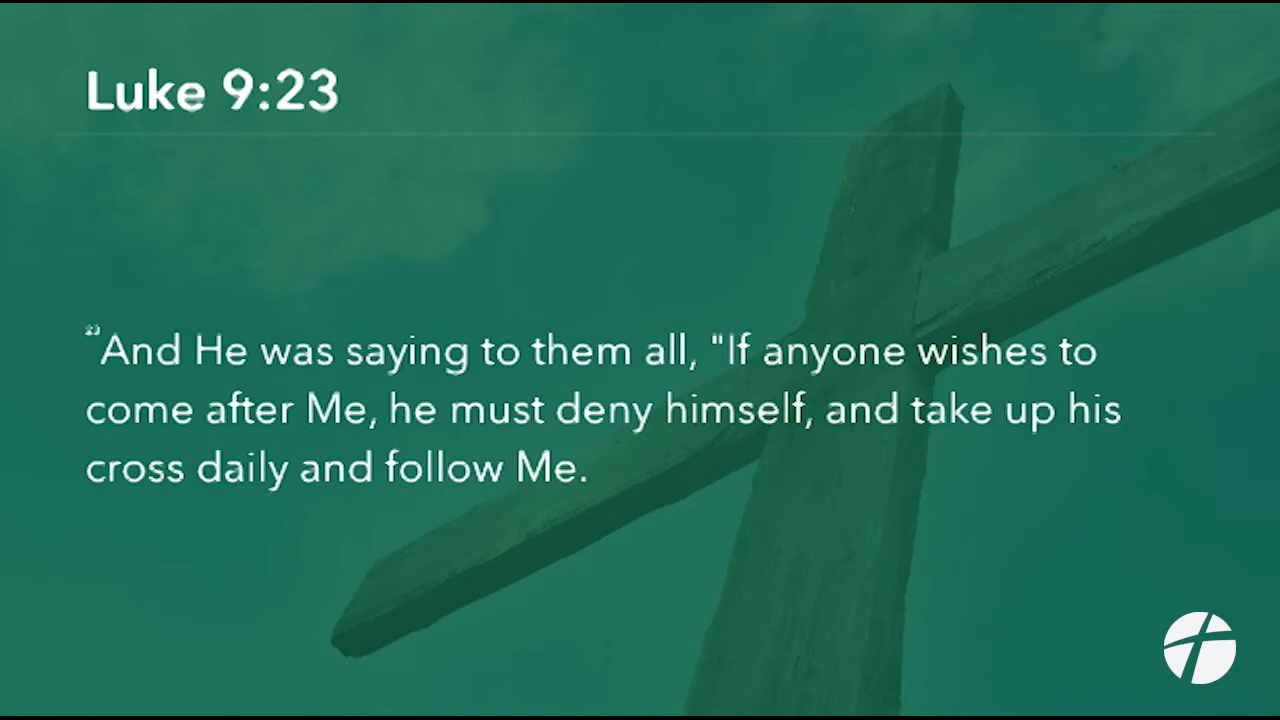 Luke 9:23
23And He was saying to them all, "If anyone wishes to
come after Me, he must deny himself, and take up his
cross daily and follow Me.